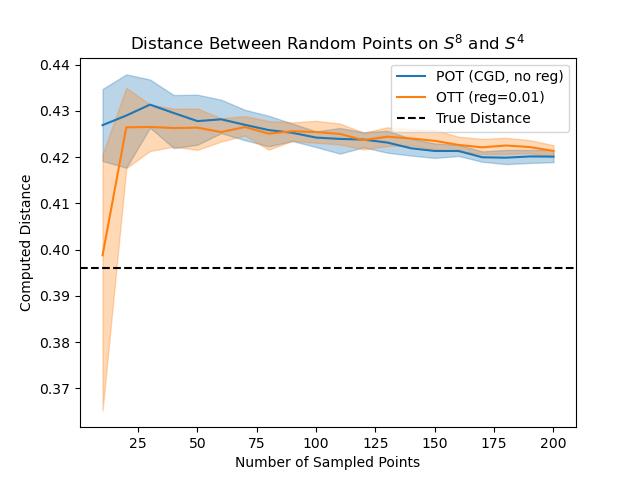 Distance Between Random Points on $S^8$ and $S^4$
POT (CGD, no reg)
OTT (reg=0.01)
True Distance
Computed Distance
0.44
0.43
0.42
0.41
0.40
0.39
0.38
0.37
25 50 75 100 125 150 175 200
Number of Sampled Points